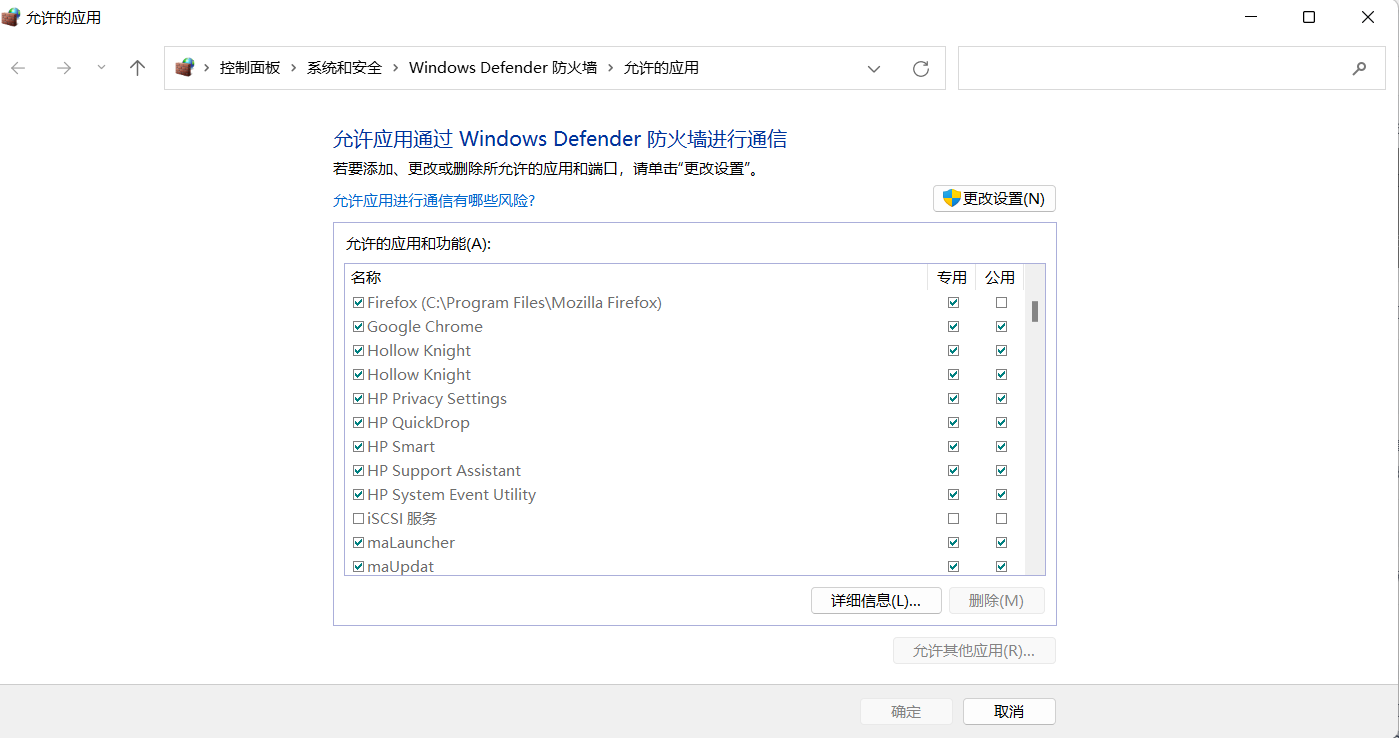 允许的应用
控制面板 > 系统和安全 > Windows Defender 防火墙 > 允许的应用
允许应用通过 Windows Defender 防火墙进行通信
若要添加、更改或删除所允许的应用和端口，请单击“更改设置”。
允许应用进行通信有哪些风险?
更改设置(N)
允许的应用和功能(A):
名称 专用 公用
Firefox (C:\Program Files\Mozilla Firefox)
Google Chrome
Hollow Knight
Hollow Knight
HP Privacy Settings
HP QuickDrop
HP Smart
HP Support Assistant
HP System Event Utility
iSCSI 服务
maLauncher
maUpdat
详细信息(L)... 删除(M)
允许其他应用(R)...
确定 取消